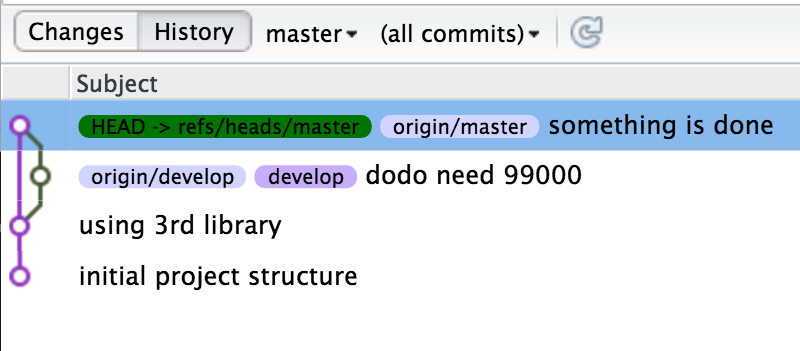 Changes History master (all commits)
Subject
HEAD -> refs/heads/master origin/master something is done
origin/develop develop dodo need 99000
using 3rd library
initial project structure